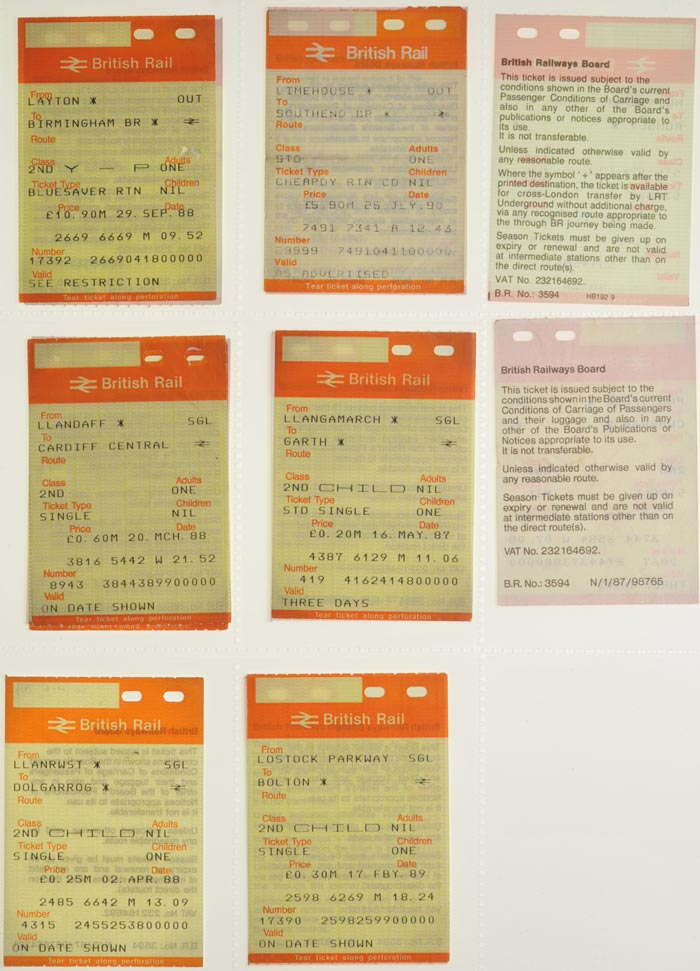 British Rail
From
LAYTON * OUT
To
BIRMINGHAM BR *
Route
Class Adults
2ND Y - P ONE
Ticket Type Children
BLUESAVER RTN NIL
Price Date
£10.90M 29. SEP. 88
2669 6669 M 09.52
Number
17392 2669041800000
Valid
SEE RESTRICTION
Tear ticket along perforation
British Rail
From
LIMEHOUSE * OUT
To
SOUTHEND BR *
Route
Class Adults
STD ONE
Ticket Type Children
CHEAPDY RTN CD NIL
Price Date
£5.90M 25 JLY. 90
7491 7341 A 12 43
Number
29599 7491041100000
Valid
AS ADVERTISED
Tear ticket along perforation
British Railways Board
This ticket is issued subject to the
conditions shown in the Board's current
Passenger Conditions of Carriage and
also in any other of the Board's
publications or notices appropriate to
its use.
It is not transferable.
Unless indicated otherwise valid by
any reasonable route.
Where the symbol '+' appears after the
printed destination, the ticket is available
for cross-London transfer by LRT
Underground without additional charge,
via any recognised route appropriate to
the through BR journey being made.
Season Tickets must be given up on
expiry or renewal and are not valid
at intermediate stations other than on
the direct route(s).
VAT No. 232164692.
B.R. No.: 3594 HB192 9
British Rail
From
LLANDAFF * SGL
To
CARDIFF CENTRAL
Route
Class Adults
2ND ONE
Ticket Type Children
SINGLE NIL
Price Date
£0.60M 20. MCH. 88
3816 5442 W 21.52
Number
8943 3844389900000
Valid
ON DATE SHOWN
Tear ticket along perforation
British Rail
From
LLANGAMARCH * SGL
To
GARTH *
Route
Class Adults
2ND CHILD NIL
Ticket Type Children
STD SINGLE ONE
Price Date
£0.20M 16. MAY. 87
4387 6129 M 11.06
Number
419 4162414800000
Valid
THREE DAYS
Tear ticket along perforation
British Railways Board
This ticket is issued subject to the
conditions shown in the Board's current
Conditions of Carriage of Passengers
and their luggage and also in any
other of the Board's Publications or
Notices appropriate to its use.
It is not transferable.
Unless indicated otherwise valid by
any reasonable route.
Season Tickets must be given up on
expiry or renewal and are not valid
at intermediate stations other than on
the direct route(s).
VAT No. 232164692.
B.R. No.: 3594 N/1/87/98765
British Rail
From
LLANRWST * SGL
To
DOLGARROG *
Route
Class Adults
2ND CHILD NIL
Ticket Type Children
SINGLE ONE
Price Date
£0.25M 02. APR. 88
2485 6642 M 13.09
Number
4315 2455253800000
Valid
ON DATE SHOWN
Tear ticket along perforation
British Rail
From
LOSTOCK PARKWAY SGL
To
BOLTON *
Route
Class Adults
2ND CHILD NIL
Ticket Type Children
SINGLE ONE
Price Date
£0.30M 17. FBY. 89
2598 6269 M 18.24
Number
17390 2598259900000
Valid
ON DATE SHOWN
Tear ticket along perforation